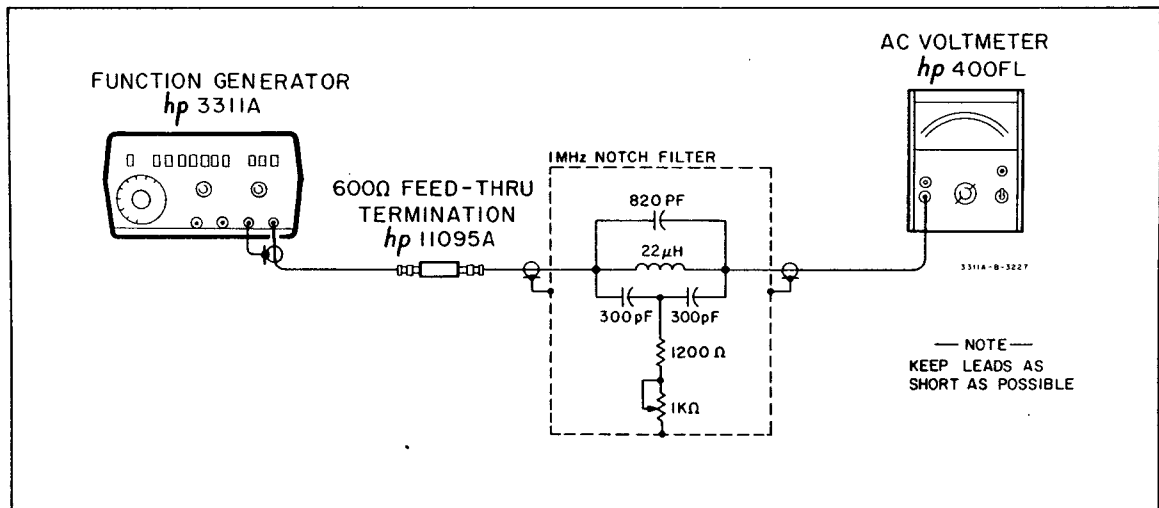 FUNCTION GENERATOR
hp 3311A
600Ω FEED-THRU
TERMINATION
hp 11095A
1MHz NOTCH FILTER
820 PF
22μH
300pF
300pF
1200Ω
1KΩ
AC VOLTMETER
hp 400FL
3311A-B-3227
— NOTE —
KEEP LEADS AS
SHORT AS POSSIBLE